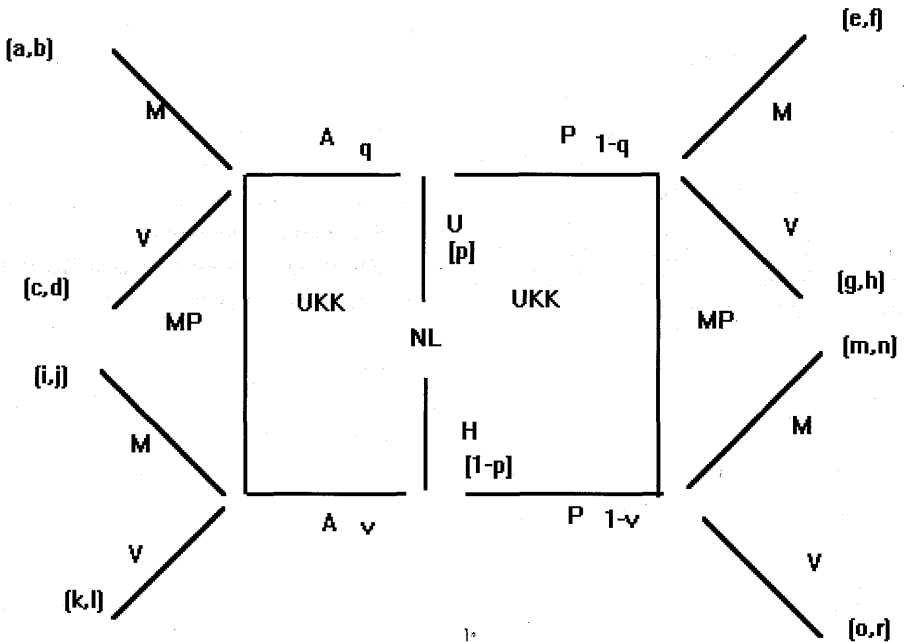 (a,b)
(e,f)
M
M
A q
P 1-q
V
U
[p]
V
(c,d)
UKK
UKK
(g,h)
MP
MP
NL
(i,j)
(m,n)
M
H
[1-p]
M
A v
P 1-v
V
V
(k,l)
(o,r)